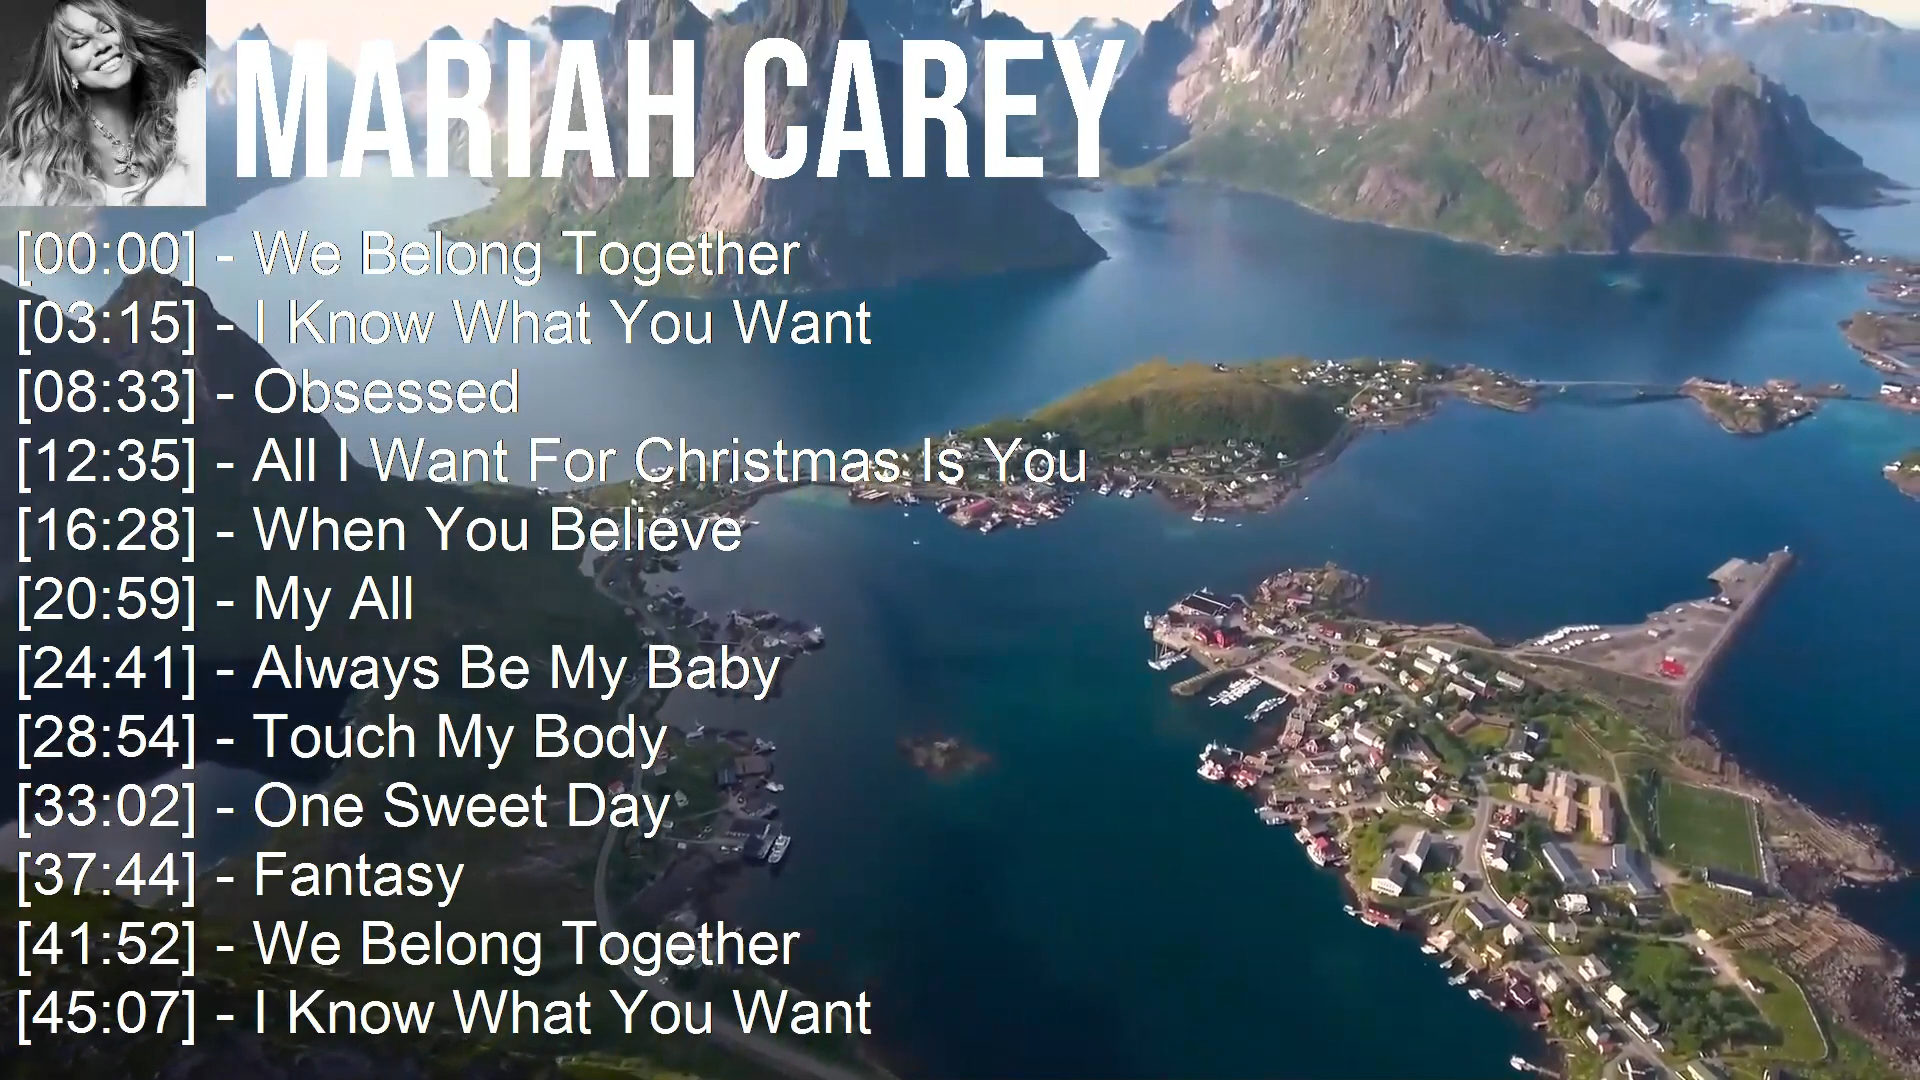 MARIAH CAREY
[00:00] - We Belong Together
[03:15] - I Know What You Want
[08:33] - Obsessed
[12:35] - All I Want For Christmas Is You
[16:28] - When You Believe
[20:59] - My All
[24:41] - Always Be My Baby
[28:54] - Touch My Body
[33:02] - One Sweet Day
[37:44] - Fantasy
[41:52] - We Belong Together
[45:07] - I Know What You Want